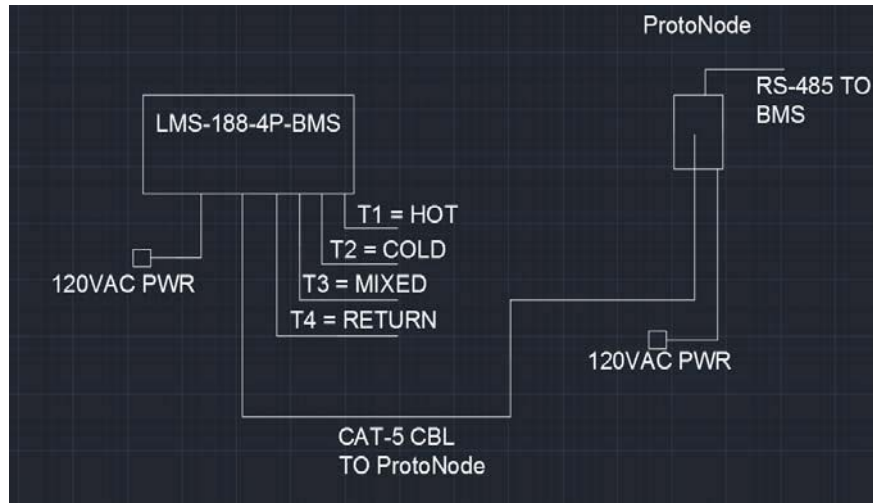 ProtoNode
RS-485 TO
BMS
LMS-188-4P-BMS
T1 = HOT
T2 = COLD
T3 = MIXED
T4 = RETURN
120VAC PWR
120VAC PWR
CAT-5 CBL
TO ProtoNode